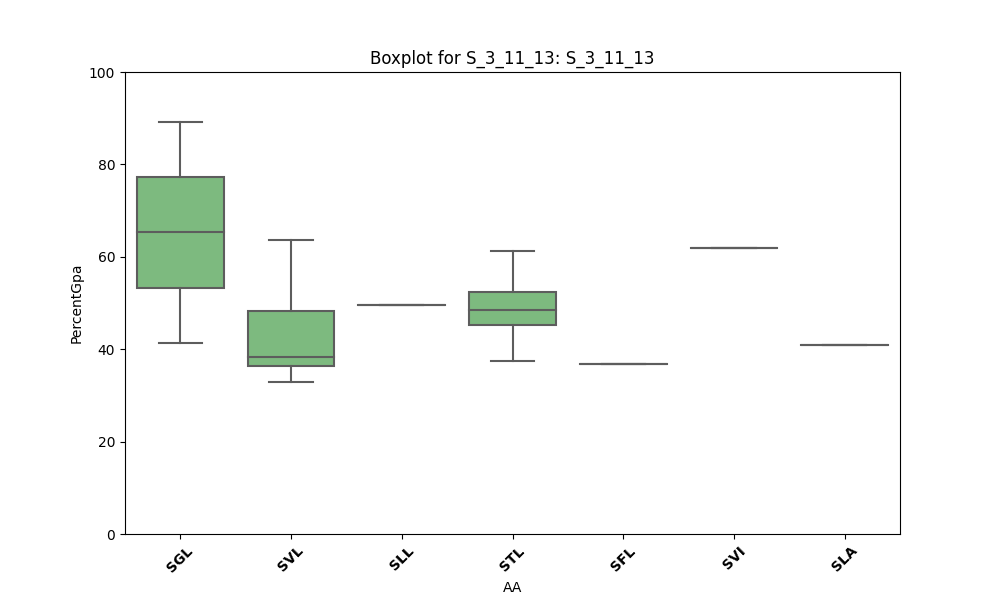 Boxplot for S_3_11_13: S_3_11_13
100
80
60
40
20
0
PercentGpa
SGL
SVL
SLL
STL
SFL
SVI
SLA
AA